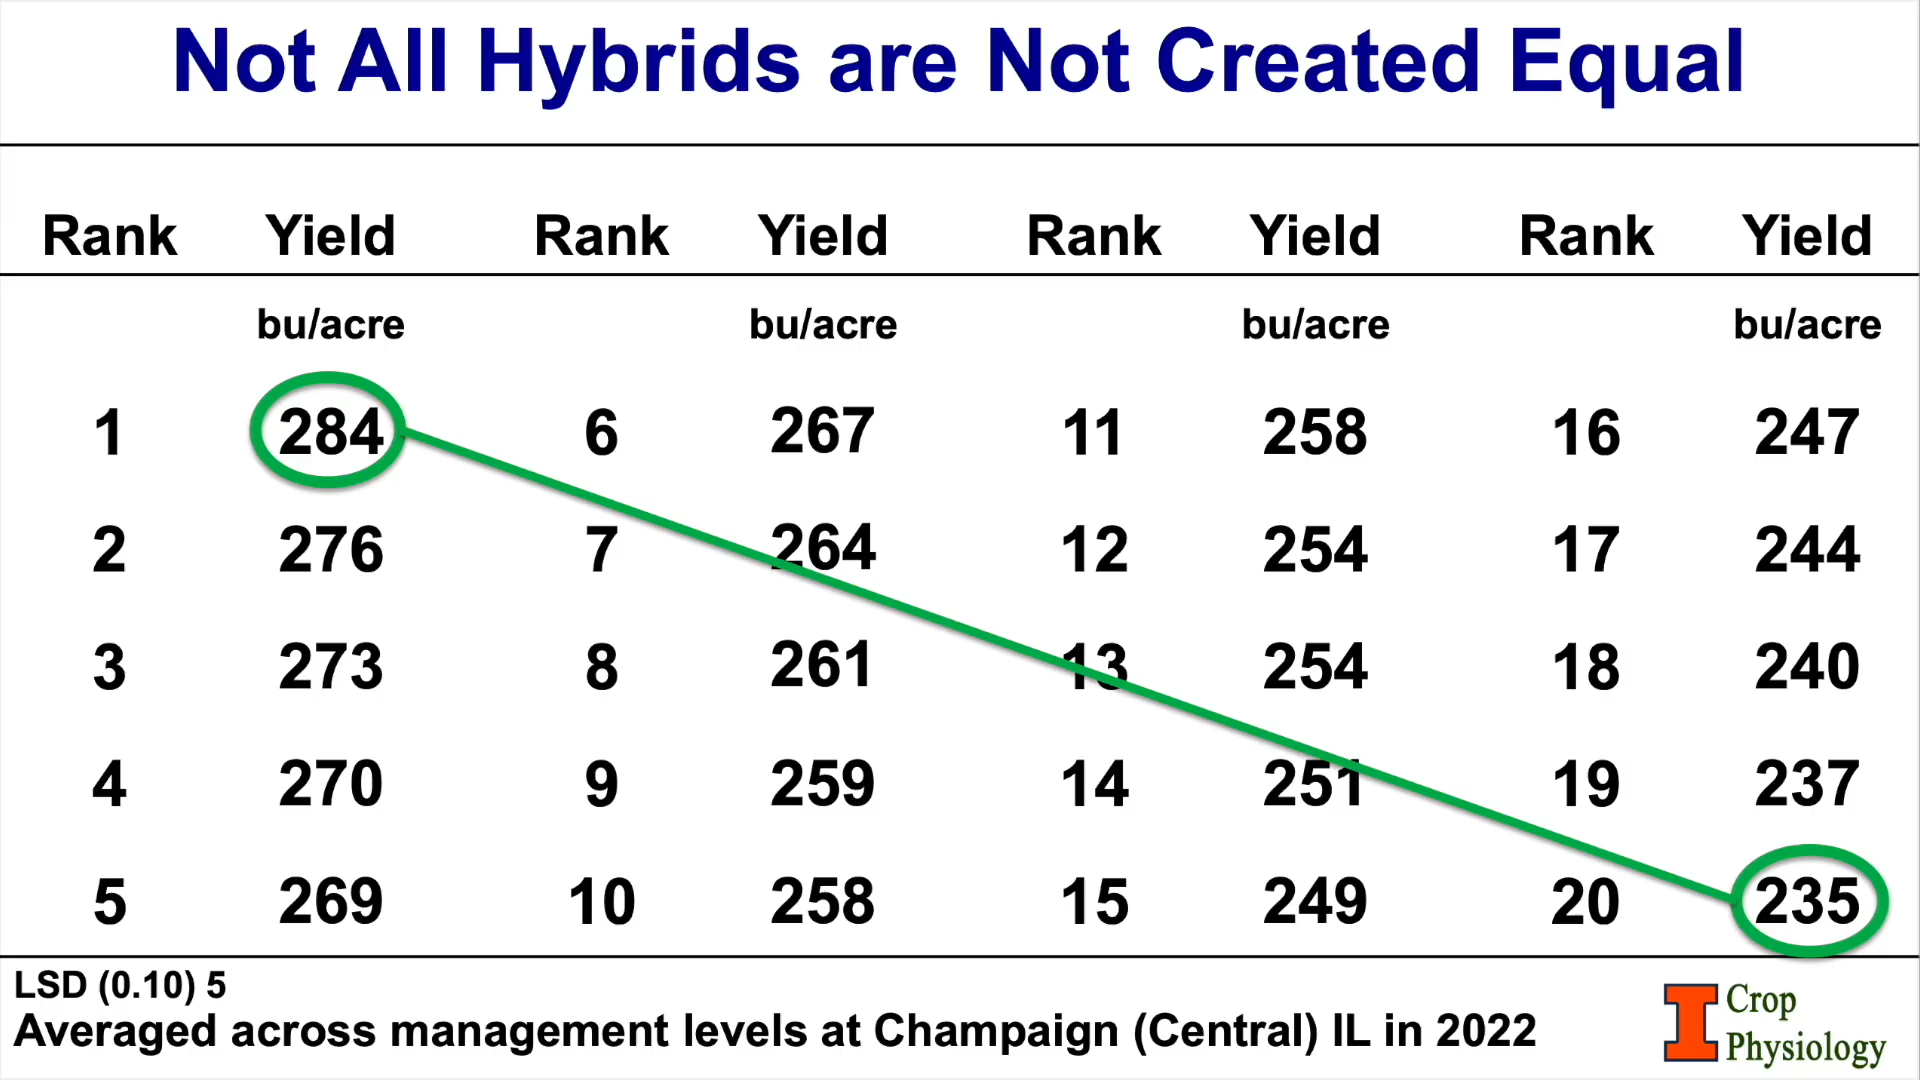 Not All Hybrids are Not Created Equal
Rank Yield Rank Yield Rank Yield Rank Yield
bu/acre bu/acre bu/acre bu/acre
1 284 6 267 11 258 16 247
2 276 7 264 12 254 17 244
3 273 8 261 13 254 18 240
4 270 9 259 14 251 19 237
5 269 10 258 15 249 20 235
LSD (0.10) 5
Averaged across management levels at Champaign (Central) IL in 2022
I Crop
Physiology